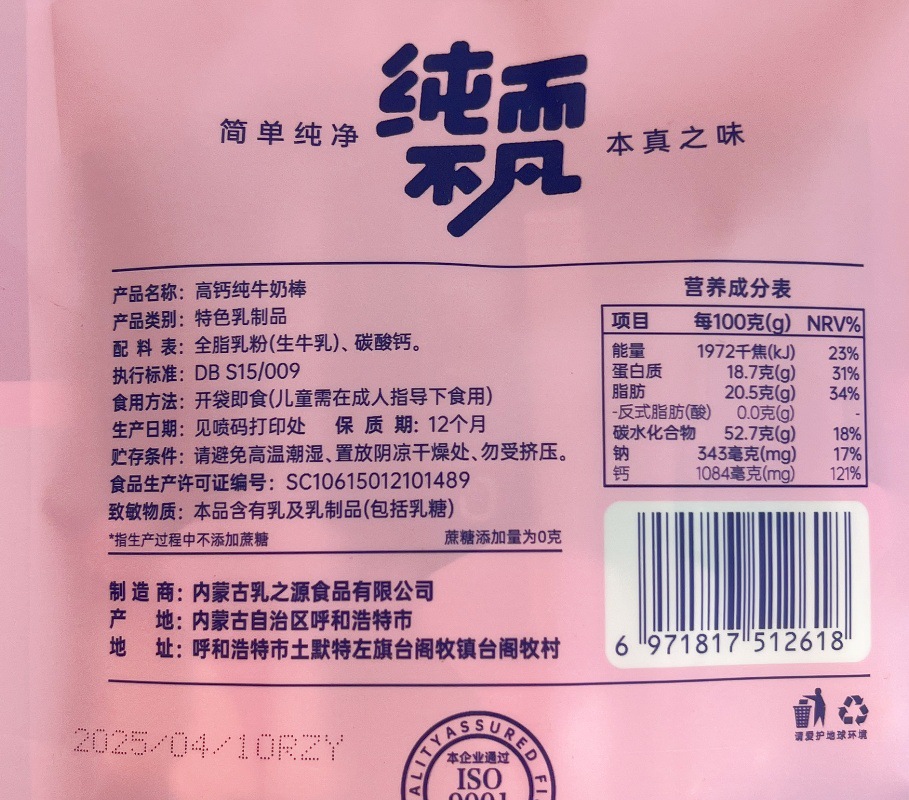 简单纯净
纯而
不凡
本真之味
产品名称：高钙纯牛奶棒
产品类别：特色乳制品
配 料 表：全脂乳粉(生牛乳)、碳酸钙。
执行标准：DB S15/009
食用方法：开袋即食(儿童需在成人指导下食用)
生产日期：见喷码打印处 保 质 期：12个月
贮存条件：请避免高温潮湿、置放阴凉干燥处、勿受挤压。
食品生产许可证编号：SC10615012101489
致敏物质：本品含有乳及乳制品(包括乳糖)
*指生产过程中不添加蔗糖 蔗糖添加量为0克
制 造 商：内蒙古乳之源食品有限公司
产 地：内蒙古自治区呼和浩特市
地 址：呼和浩特市土默特左旗台阁牧镇台阁牧村
营养成分表
项目 每100克(g) NRV%
能量 1972千焦(kJ) 23%
蛋白质 18.7克(g) 31%
脂肪 20.5克(g) 34%
-反式脂肪(酸) 0.0克(g) -
碳水化合物 52.7克(g) 18%
钠 343毫克(mg) 17%
钙 1084毫克(mg) 121%
6 971817 512618
请爱护地球环境
2025/04/10RZY
ALITY ASSURED FI
本企业通过
ISO
9001